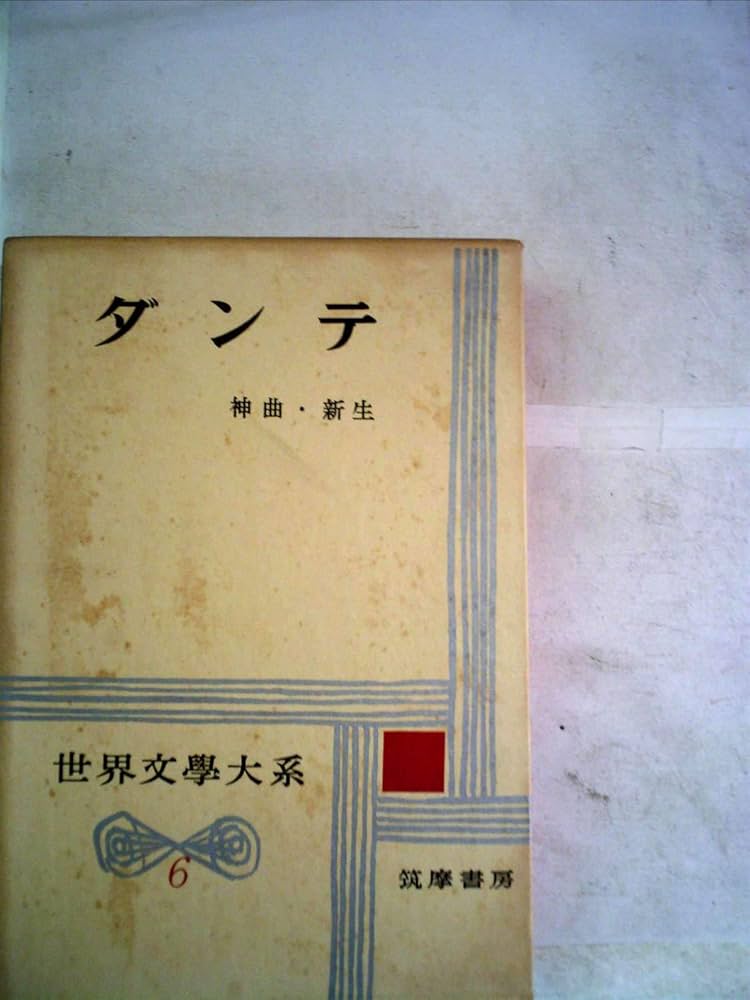 ダンテ
神曲・新生
世界文學大系
6
筑摩書房